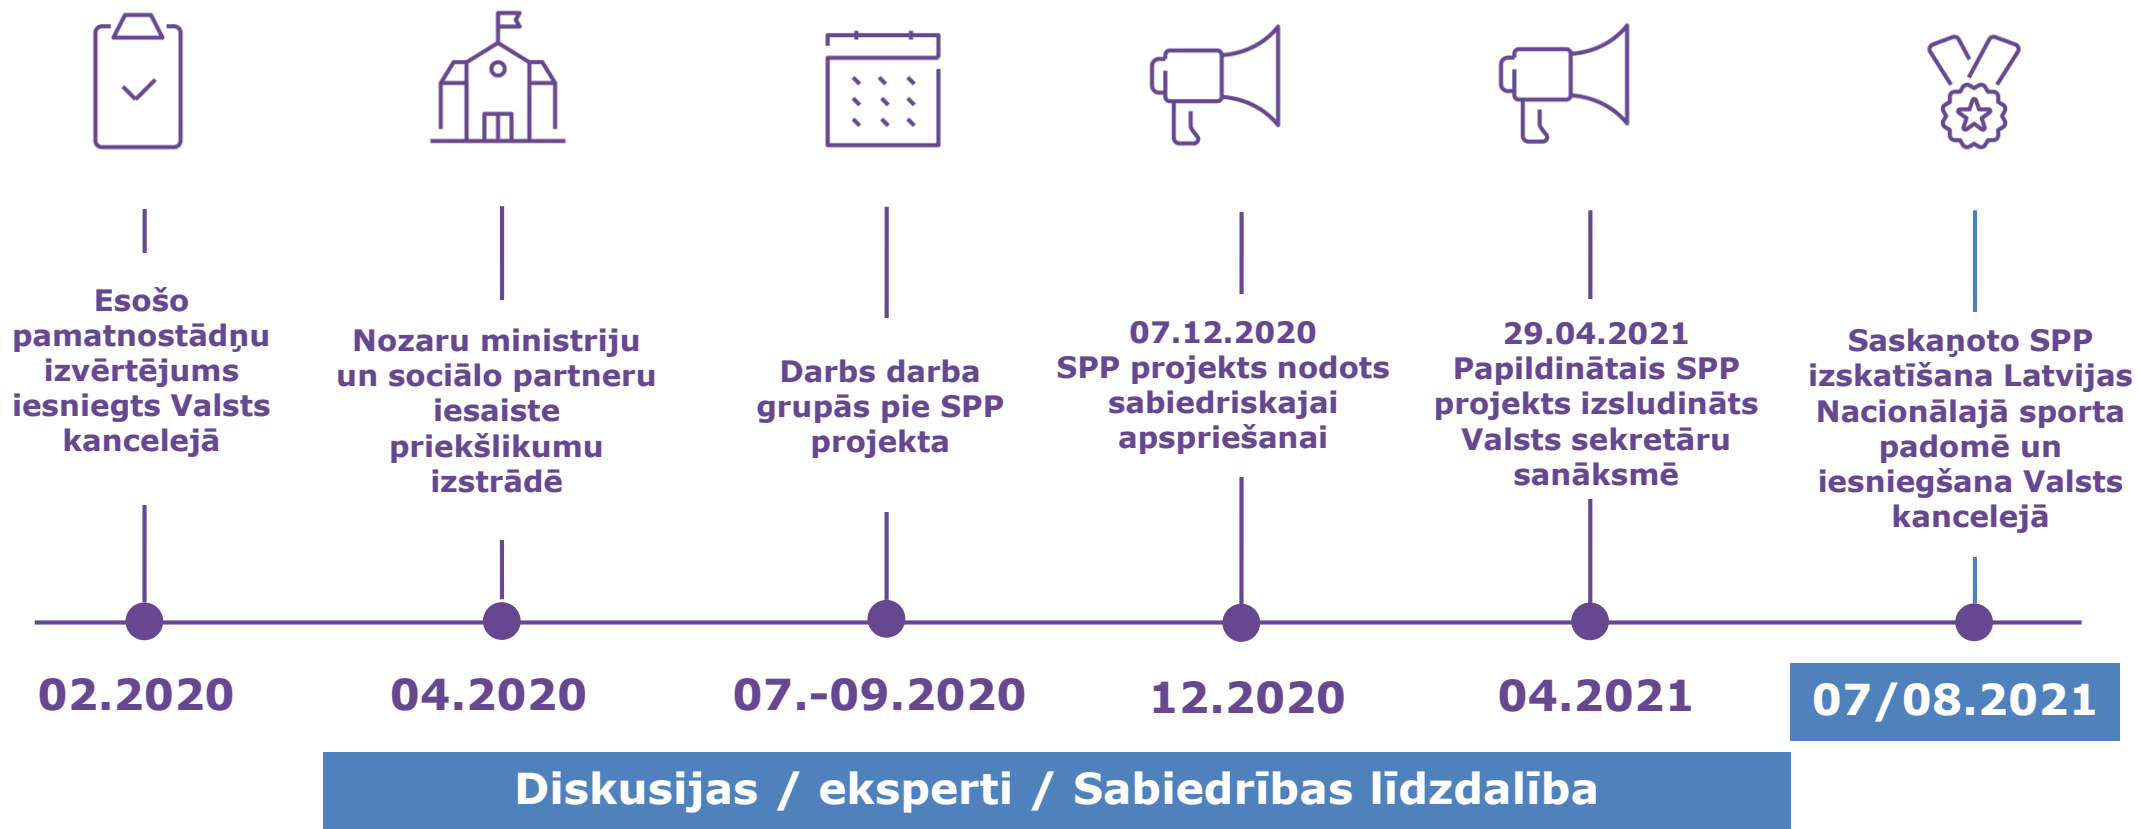 Esošo
pamatnostādņu
izvērtējums
iesniegts Valsts
kancelejā
Nozaru ministriju
un sociālo partneru
iesaiste
priekšlikumu
izstrādē
Darbs darba
grupās pie SPP
projekta
07.12.2020
SPP projekts nodots
sabiedriskajai
apspriešanai
29.04.2021
Papildinātais SPP
projekts izsludināts
Valsts sekretāru
sanāksmē
Saskaņoto SPP
izskatīšana Latvijas
Nacionālajā sporta
padomē un
iesniegšana Valsts
kancelejā
02.2020
04.2020
07.-09.2020
12.2020
04.2021
07/08.2021
Diskusijas / eksperti / Sabiedrības līdzdalība